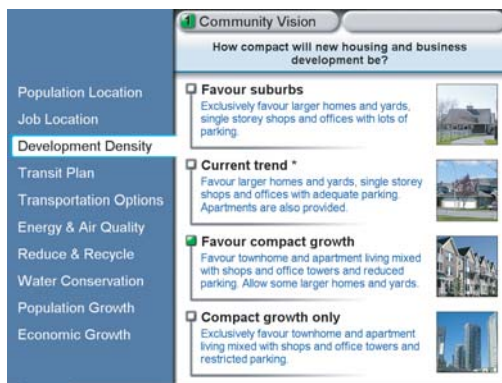 1 Community Vision
How compact will new housing and business
development be?
Population Location
Job Location
Development Density
Transit Plan
Transportation Options
Energy & Air Quality
Reduce & Recycle
Water Conservation
Population Growth
Economic Growth
Favour suburbs
Exclusively favour larger homes and yards,
single storey shops and offices with lots of
parking.
Current trend *
Favour larger homes and yards, single storey
shops and offices with adequate parking.
Apartments are also provided.
Favour compact growth
Favour townhome and apartment living mixed
with shops and office towers and reduced
parking. Allow some larger homes and yards.
Compact growth only
Exclusively favour townhome and apartment
living mixed with shops and office towers and
restricted parking.